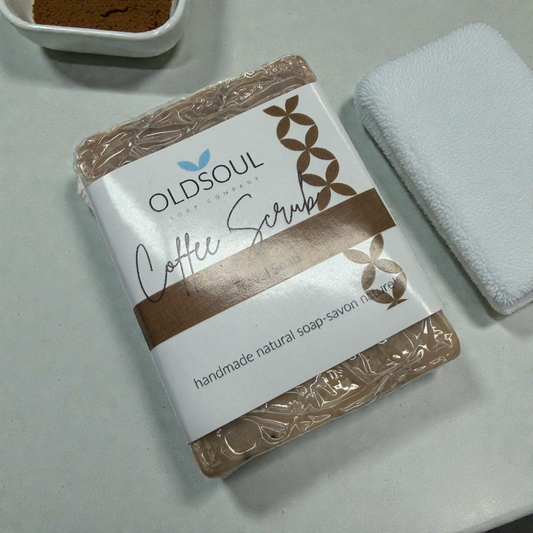 OLDSOUL
SOAP COMPANY
Coffee Scrub
handmade natural soap-savon naturel